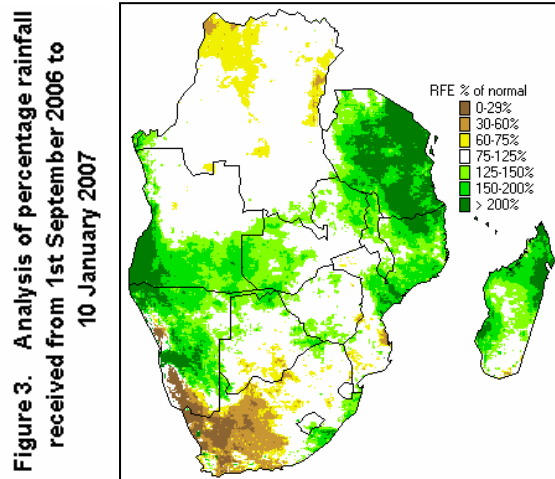 Figure 3. Analysis of percentage rainfall
received from 1st September 2006 to
10 January 2007
RFE % of normal
0-29%
30-60%
60-75%
75-125%
125-150%
150-200%
> 200%